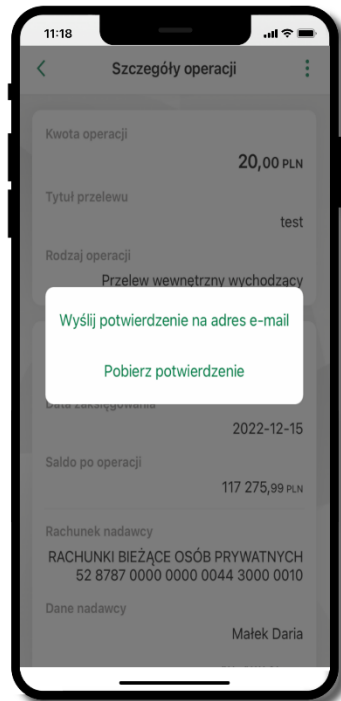 11:18
Szczegóły operacji
Kwota operacji
20,00 PLN
Tytuł przelewu
test
Rodzaj operacji
Przelew wewnętrzny wychodzący
Wyślij potwierdzenie na adres e-mail
Pobierz potwierdzenie
Data zaksięgowania
2022-12-15
Saldo po operacji
117 275,99 PLN
Rachunek nadawcy
RACHUNKI BIEŻĄCE OSÓB PRYWATNYCH
52 8787 0000 0000 0044 3000 0010
Dane nadawcy
Małek Daria